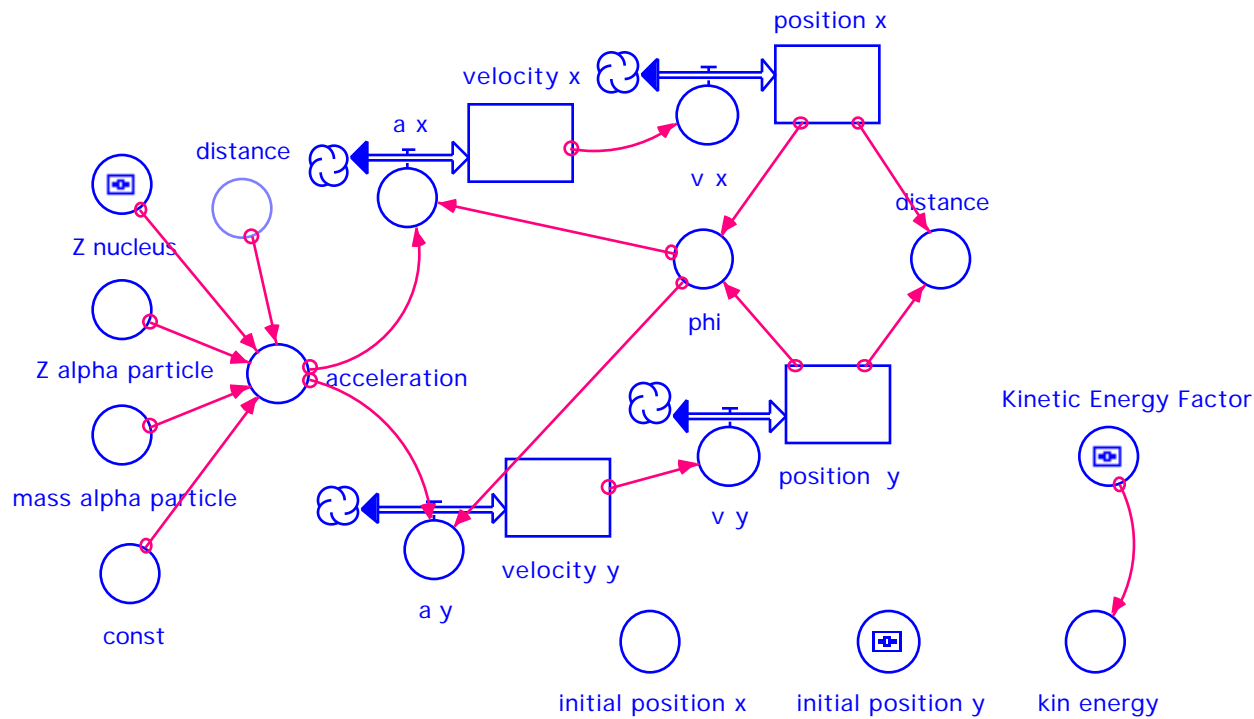 position x
velocity x
a x
distance
v x
distance
Z nucleus
phi
Z alpha particle
acceleration
Kinetic Energy Factor
position y
mass alpha particle
v y
velocity y
a y
const
initial position x
initial position y
kin energy